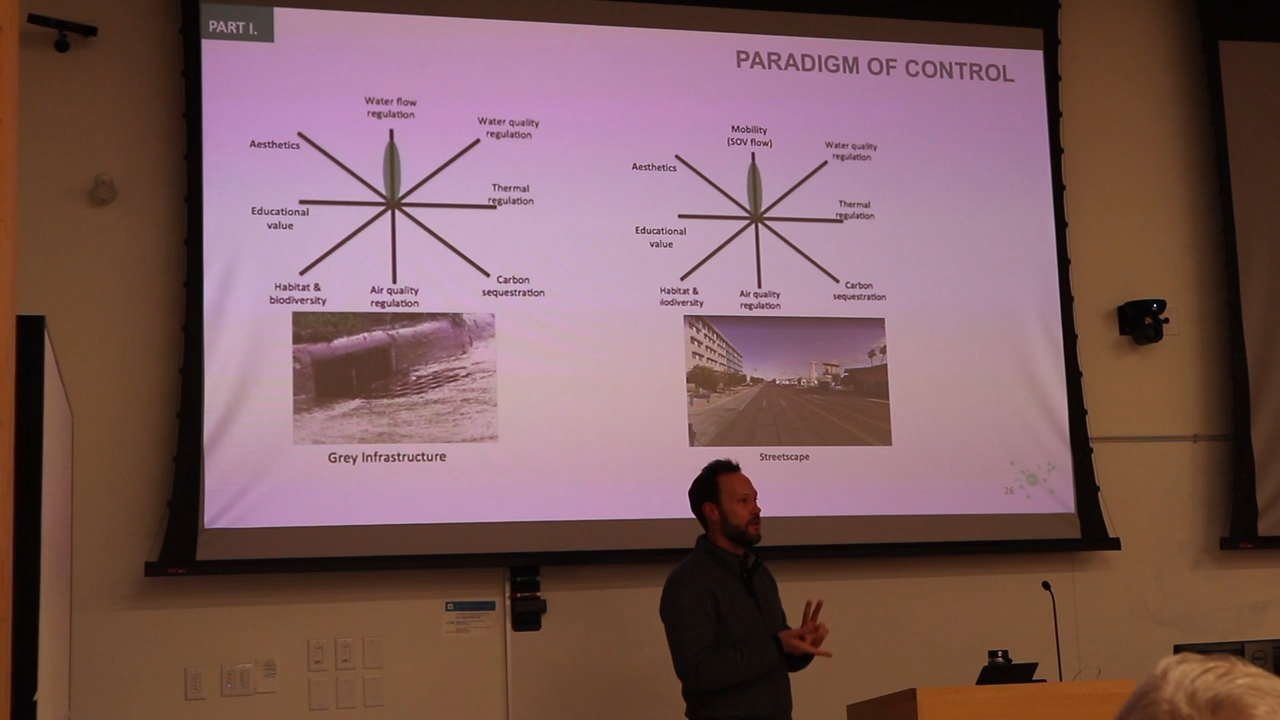 PART I.
PARADIGM OF CONTROL
Water flow
regulation
Water quality
regulation
Aesthetics
Thermal
regulation
Educational
value
Habitat &
biodiversity
Air quality
regulation
Carbon
sequestration
Grey Infrastructure
Mobility
(SOV flow)
Water quality
regulation
Aesthetics
Thermal
regulation
Educational
value
Habitat &
iodiversity
Air quality
regulation
Carbon
sequestration
Streetscape
26